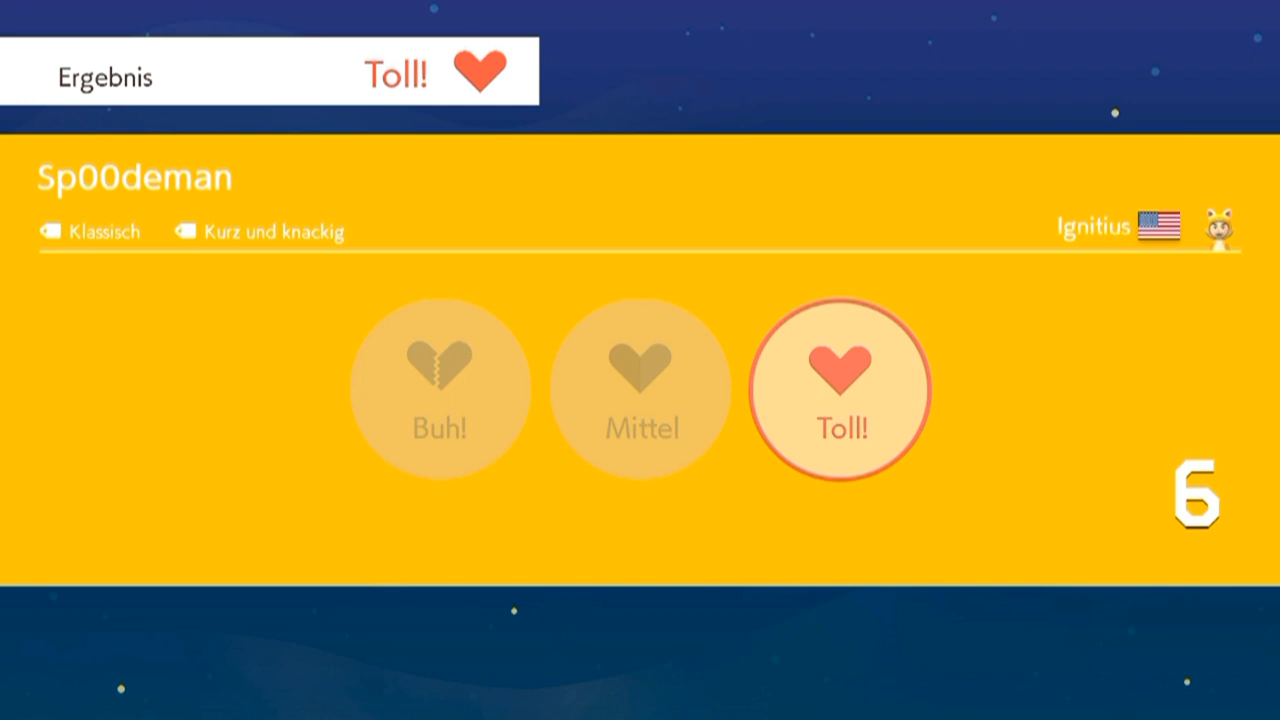 Ergebnis Toll!
Sp00deman
Klassisch Kurz und knackig Ignitius
Buh! Mittel Toll!
6